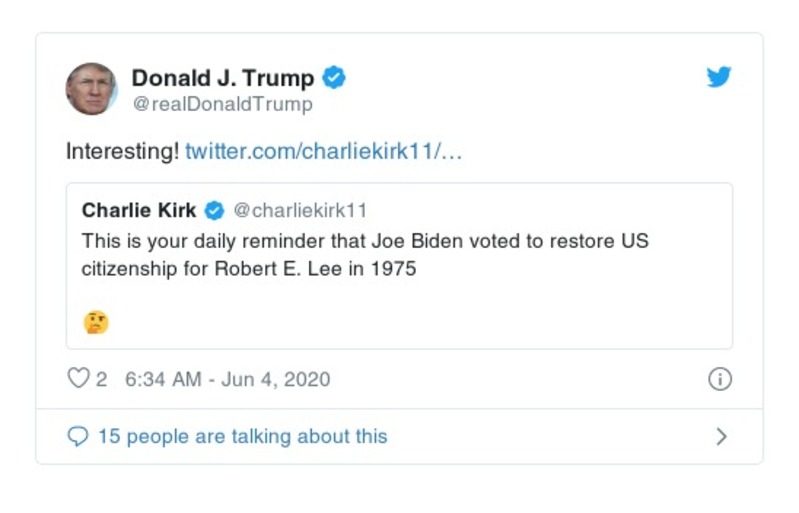 Donald J. Trump
@realDonaldTrump
Interesting! twitter.com/charliekirk11/…
Charlie Kirk @charliekirk11
This is your daily reminder that Joe Biden voted to restore US
citizenship for Robert E. Lee in 1975
🤔
2 6:34 AM - Jun 4, 2020
15 people are talking about this